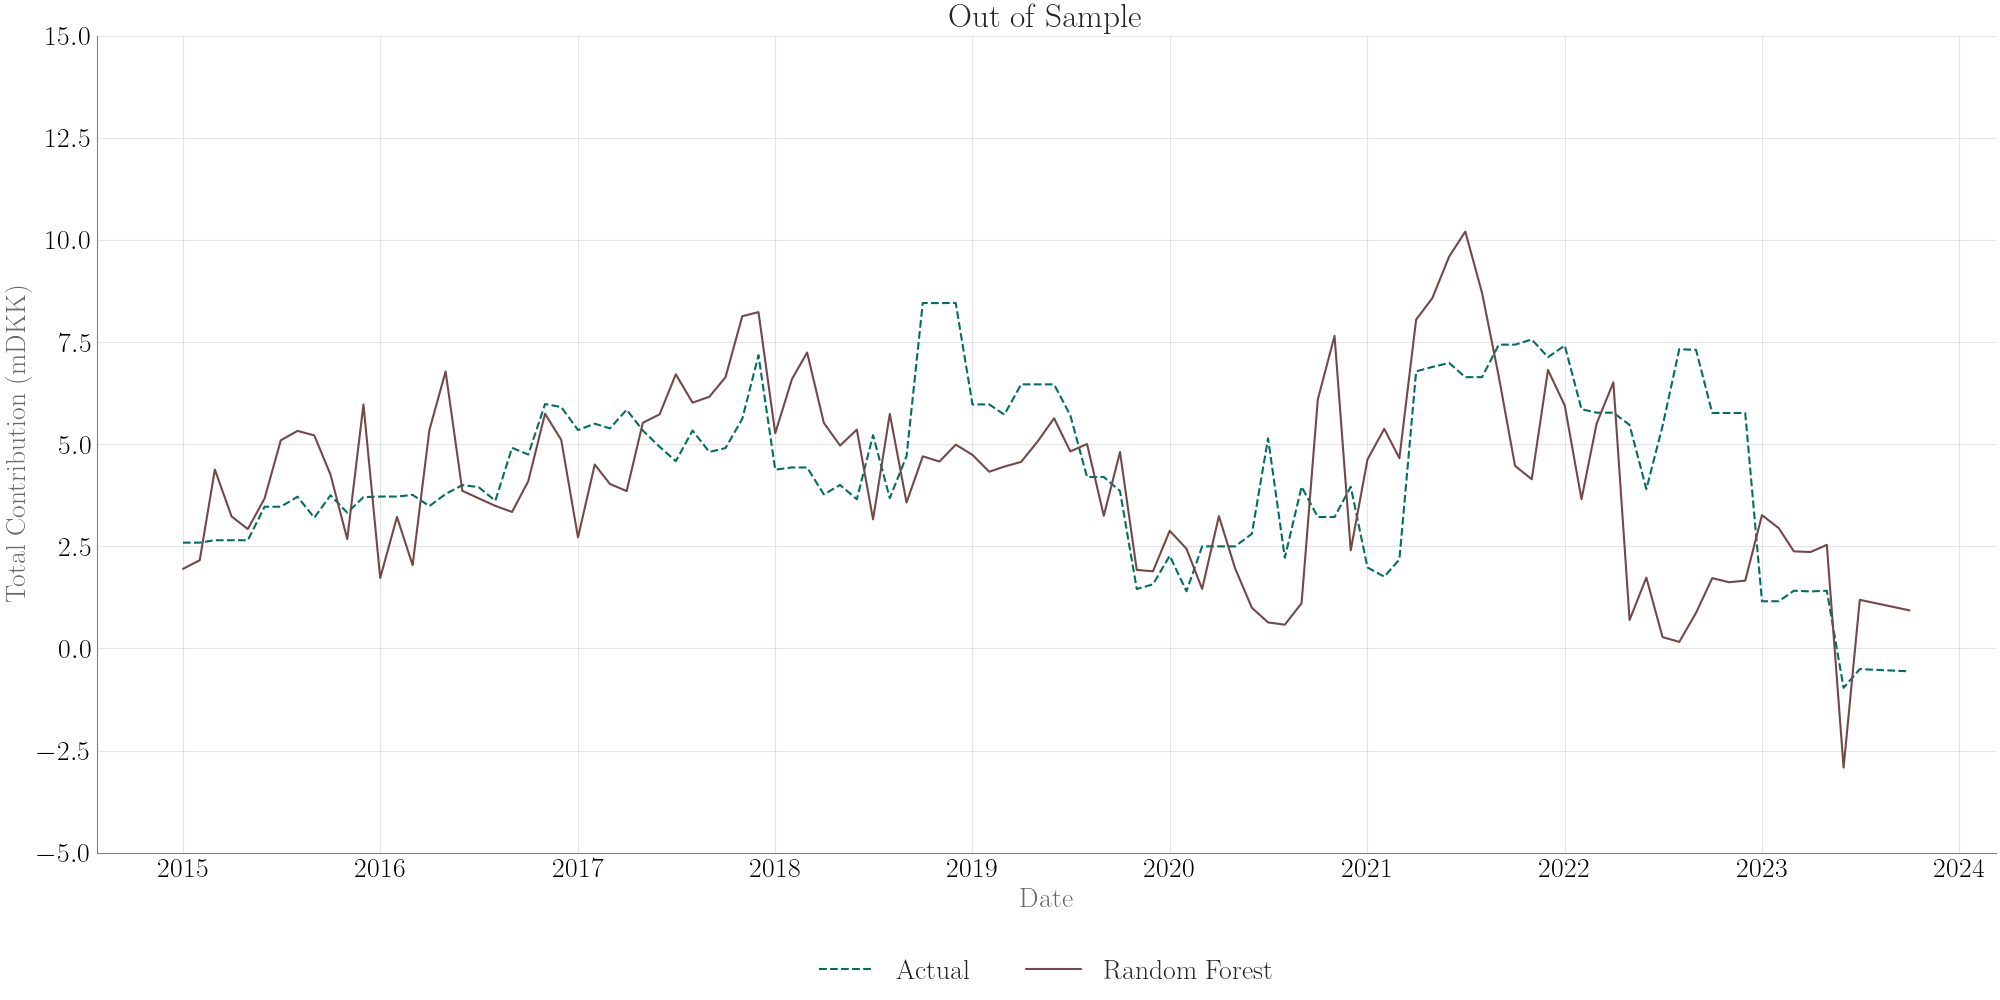 Out of Sample
Total Contribution (mDKK)
15.0
12.5
10.0
7.5
5.0
2.5
0.0
−2.5
−5.0
2015 2016 2017 2018 2019 2020 2021 2022 2023 2024
Date
Actual Random Forest